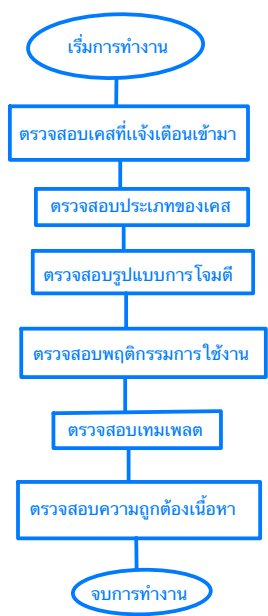 เริ่มการทำงาน
ตรวจสอบเคสที่แจ้งเตือนเข้ามา
ตรวจสอบประเภทของเคส
ตรวจสอบรูปแบบการโจมตี
ตรวจสอบพฤติกรรมการใช้งาน
ตรวจสอบเทมเพลต
ตรวจสอบความถูกต้องเนื้อหา
จบการทำงาน